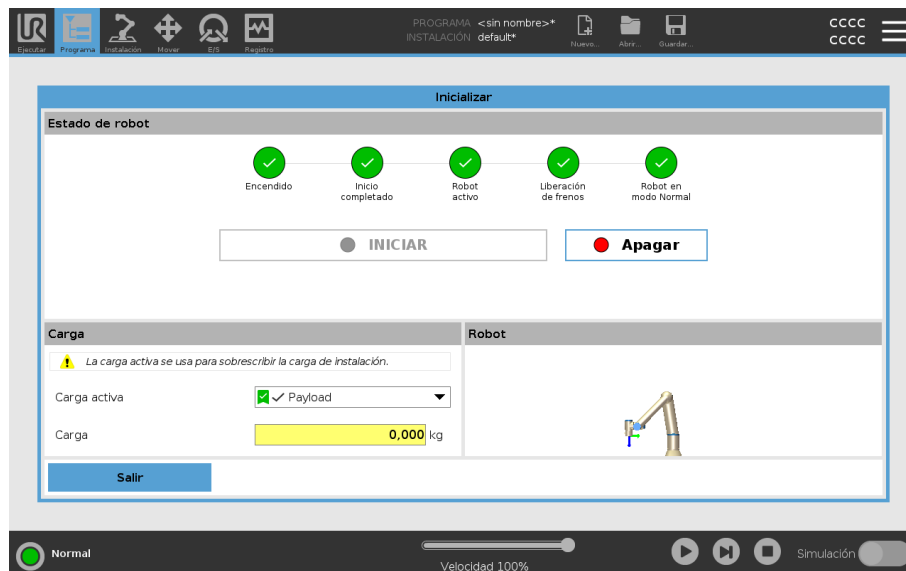 PROGRAMA <sin nombre>*
INSTALACIÓN default*
Ejecutar Programa Instalación Mover E/S Registro
Nuevo... Abrir... Guardar...
CCCC
CCCC
Inicializar
Estado de robot
Encendido
Inicio
completado
Robot
activo
Liberación
de frenos
Robot en
modo Normal
INICIAR
Apagar
Carga
Robot
La carga activa se usa para sobrescribir la carga de instalación.
Carga activa
Payload
Carga
0,000 kg
Salir
Normal
Velocidad 100%
Simulación